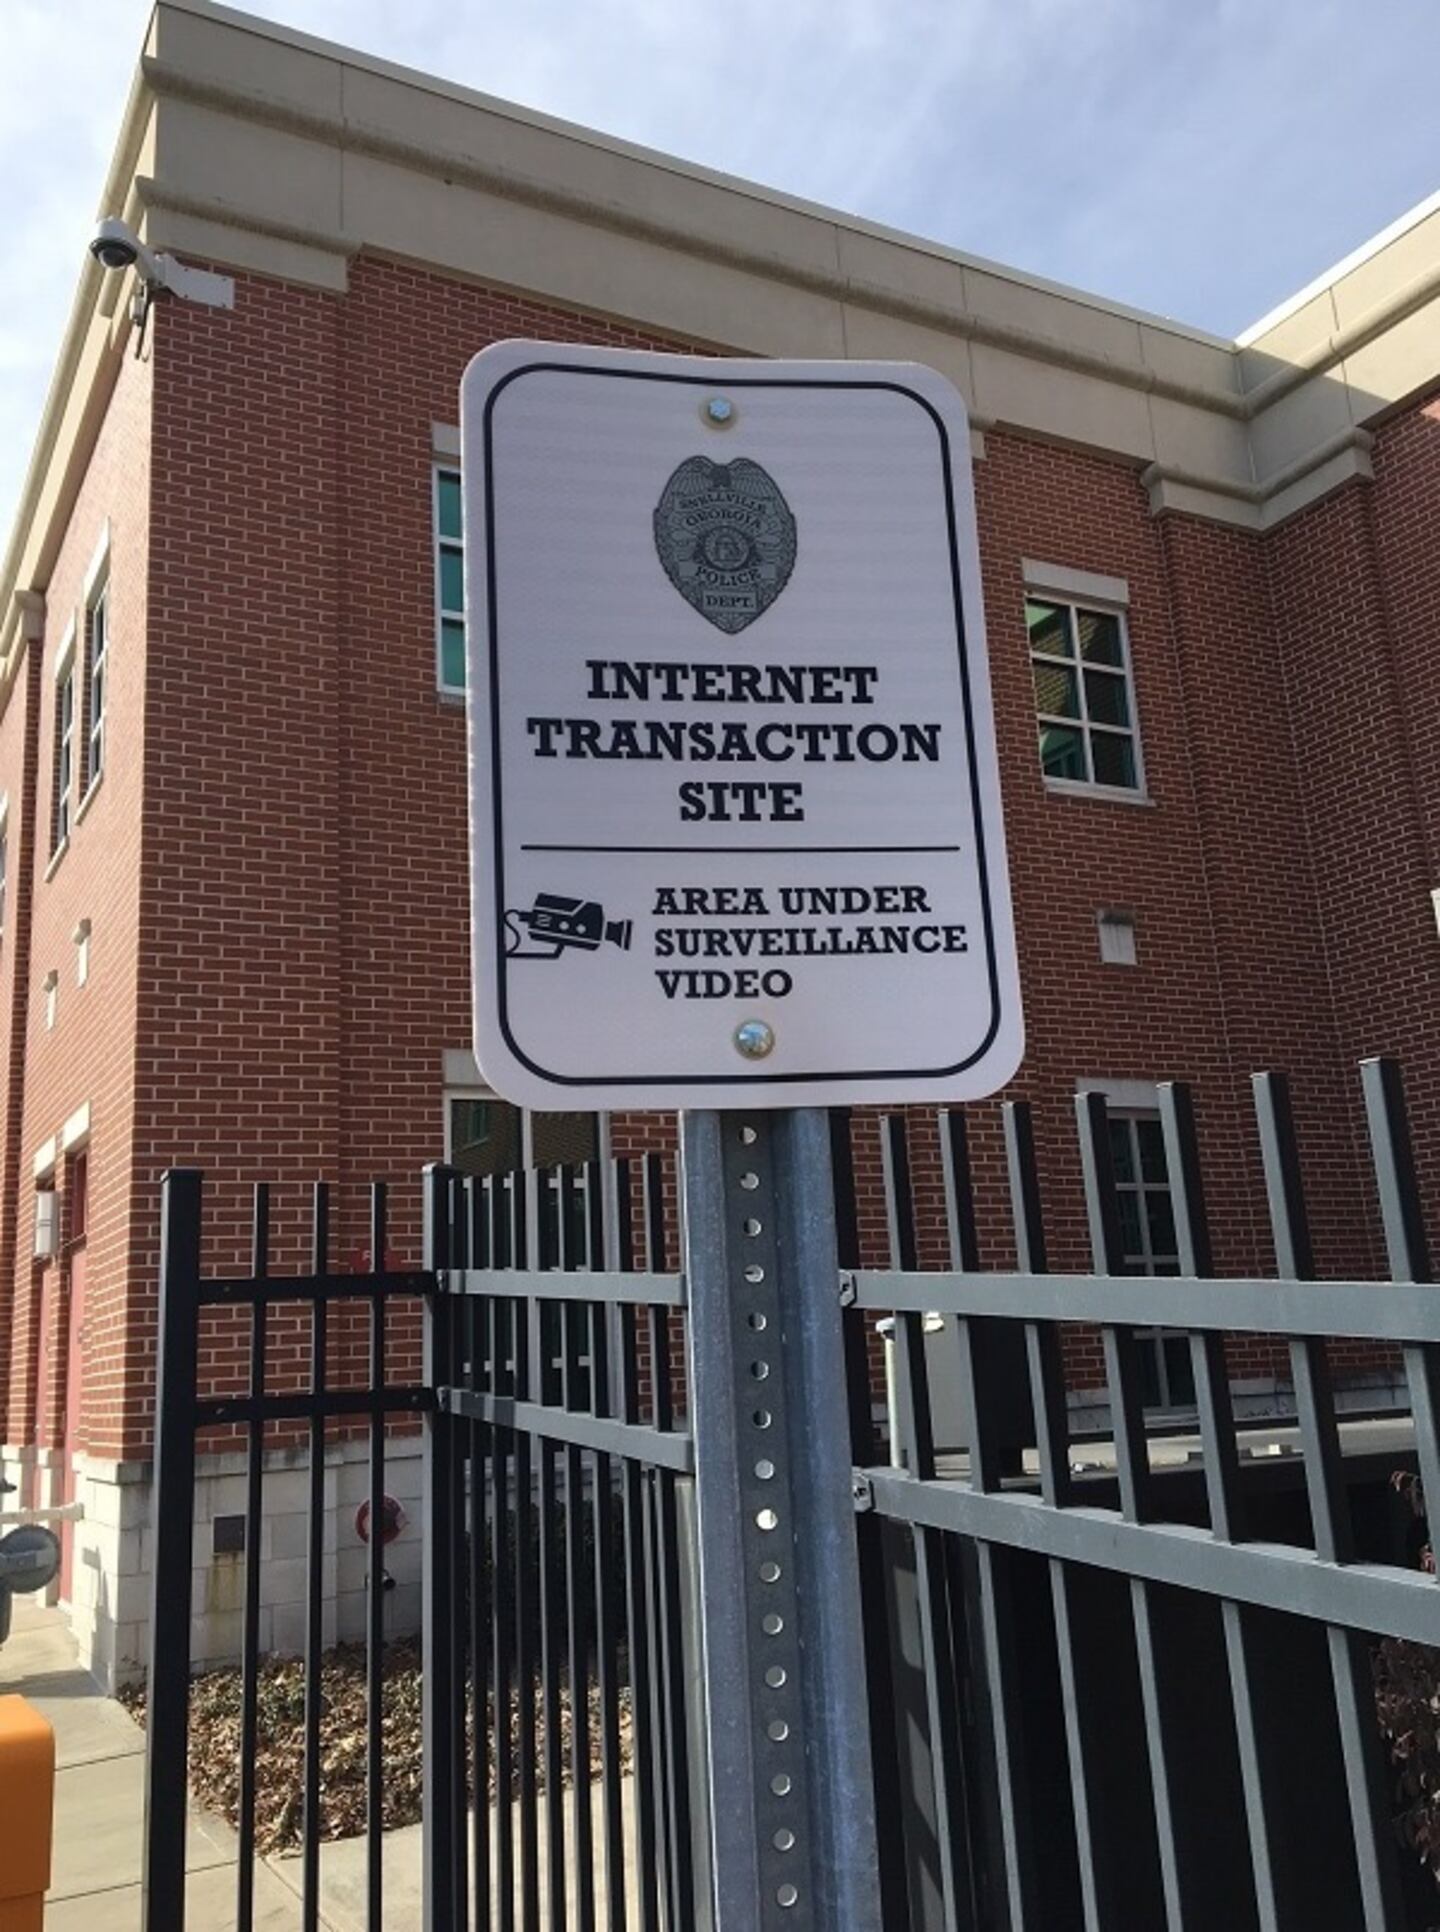 SNELLVILLE
GEORGIA
POLICE
DEPT.
INTERNET
TRANSACTION
SITE
AREA UNDER
SURVEILLANCE
VIDEO